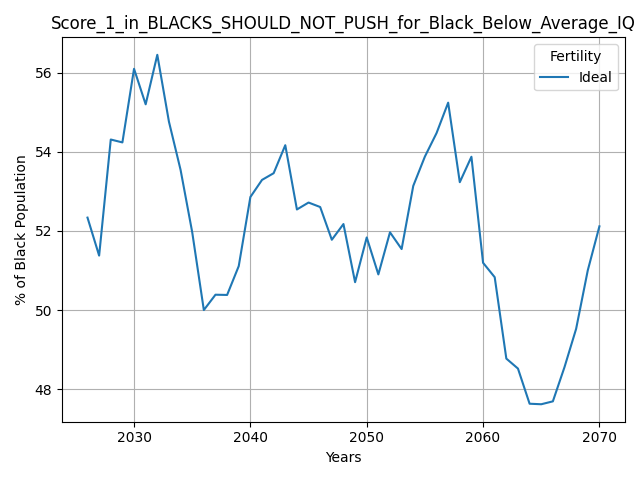 Score_1_in_BLACKS_SHOULD_NOT_PUSH_for_Black_Below_Average_IQ
Fertility
Ideal
56
54
52
50
48
% of Black Population
2030 2040 2050 2060 2070
Years